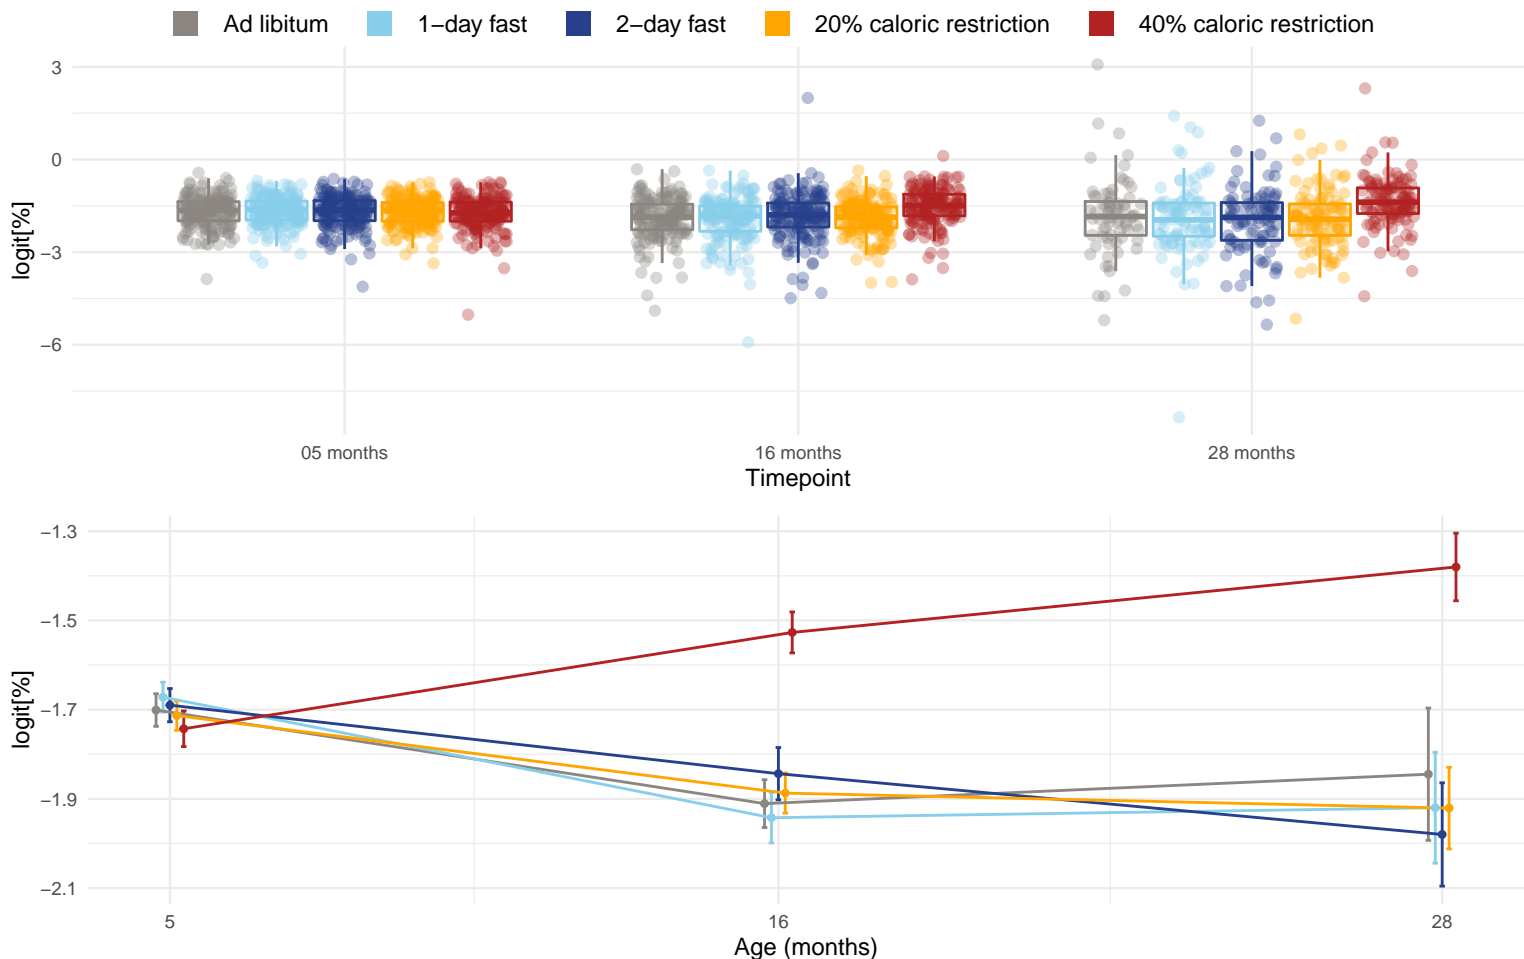 Ad libitum 1−day fast 2−day fast 20% caloric restriction 40% caloric restriction
3
0
−3
−6
logit[%]
05 months 16 months 28 months
Timepoint
−1.3
−1.5
−1.7
−1.9
−2.1
logit[%]
5 16 28
Age (months)